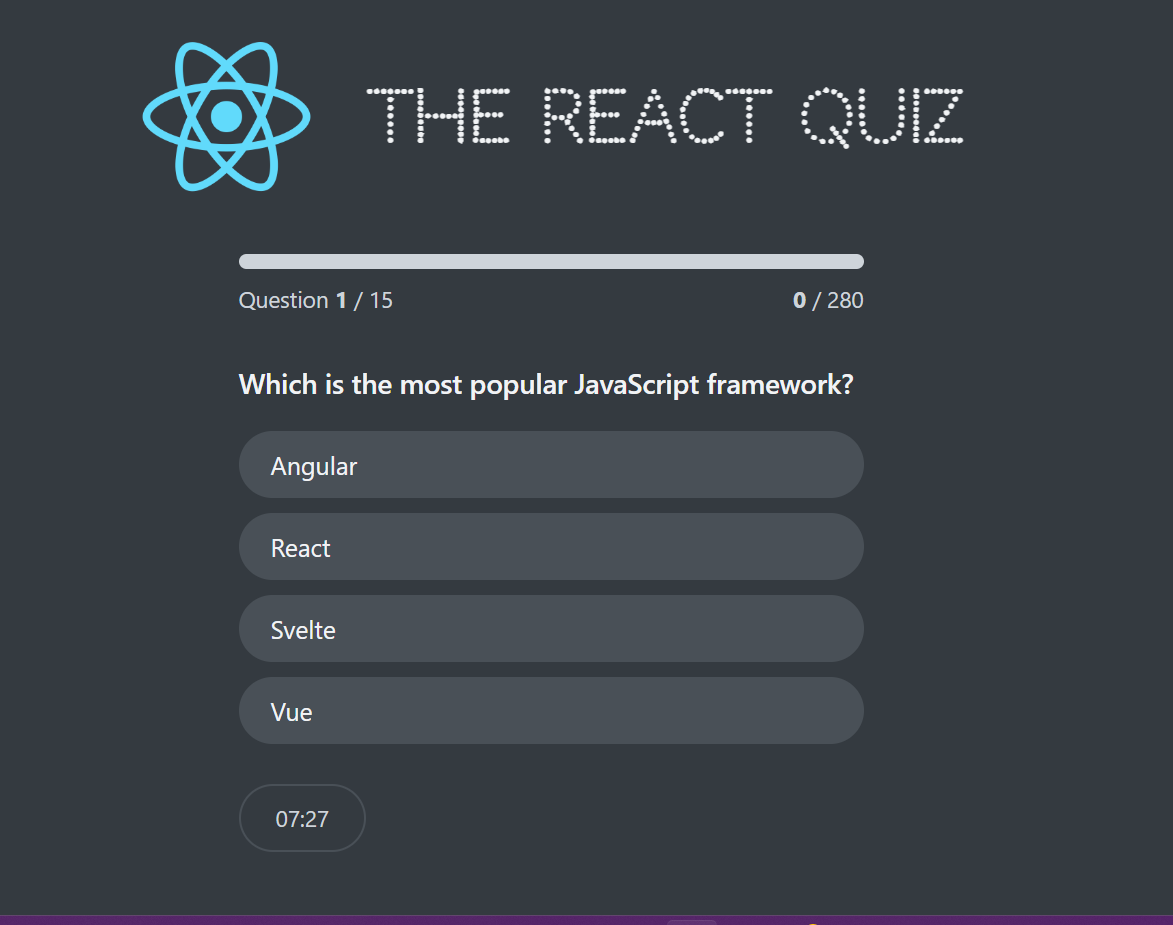 THE REACT QUIZ
Question 1 / 15
0 / 280
Which is the most popular JavaScript framework?
Angular
React
Svelte
Vue
07:27